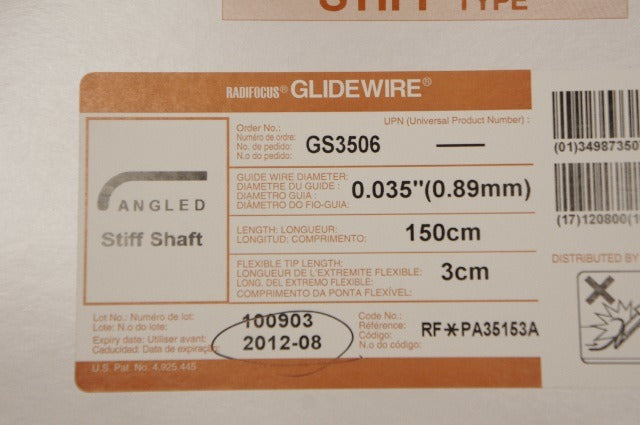 STIFF TYPE
RADIFOCUS® GLIDEWIRE®
ANGLED
Stiff Shaft
Order No.:
Numéro de ordre:
No. de pedido:
N.o do pedido:
GS3506
UPN (Universal Product Number) :
—
GUIDE WIRE DIAMETER:
DIAMETRE DU GUIDE :
DIAMETRO GUIA :
DIÂMETRO DO FIO-GUIA:
0.035"(0.89mm)
LENGTH: LONGUEUR:
LONGITUD: COMPRIMENTO:
150cm
FLEXIBLE TIP LENGTH:
LONGUEUR DE L'EXTREMITE FLEXIBLE:
LONG. DEL EXTREMO FLEXIBLE:
COMPRIMENTO DA PONTA FLEXÍVEL:
3cm
Lot No.: Numéro de lot:
Lote: N.o do lote:
100903
Expiry date: Utiliser avant:
Caducidad: Data de expiração:
2012-08
Code No.:
Référence:
Código:
N.o do código:
RF*PA35153A
U.S. Pat. No. 4.925.445
(01)34987350
(17)120800(1
DISTRIBUTED BY